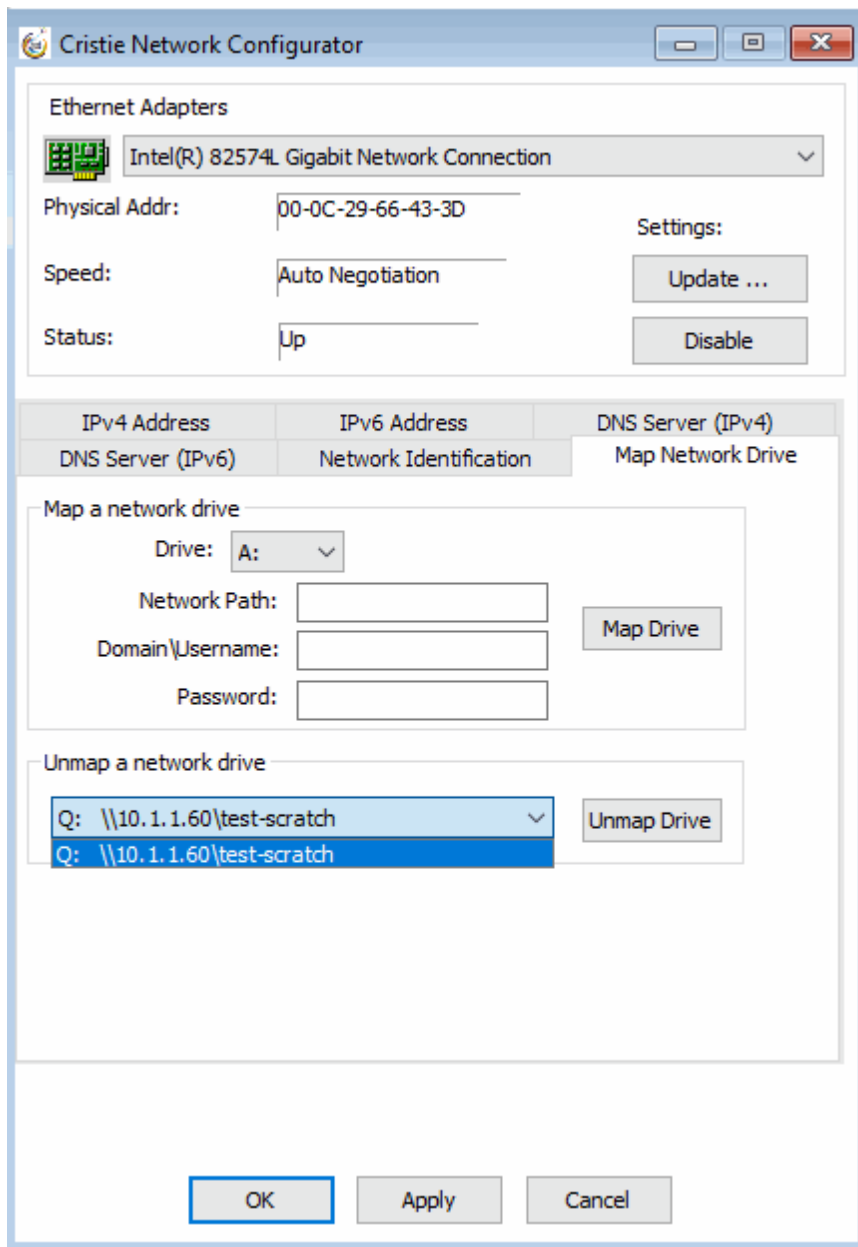 Cristie Network Configurator
Ethernet Adapters
Intel(R) 82574L Gigabit Network Connection
Physical Addr: 00-0C-29-66-43-3D
Settings:
Speed: Auto Negotiation
Update ...
Status: Up
Disable
IPv4 Address IPv6 Address DNS Server (IPv4)
DNS Server (IPv6) Network Identification Map Network Drive
Map a network drive
Drive: A:
Network Path:
Map Drive
Domain\Username:
Password:
Unmap a network drive
Q: \\10.1.1.60\test-scratch Unmap Drive
Q: \\10.1.1.60\test-scratch
OK Apply Cancel